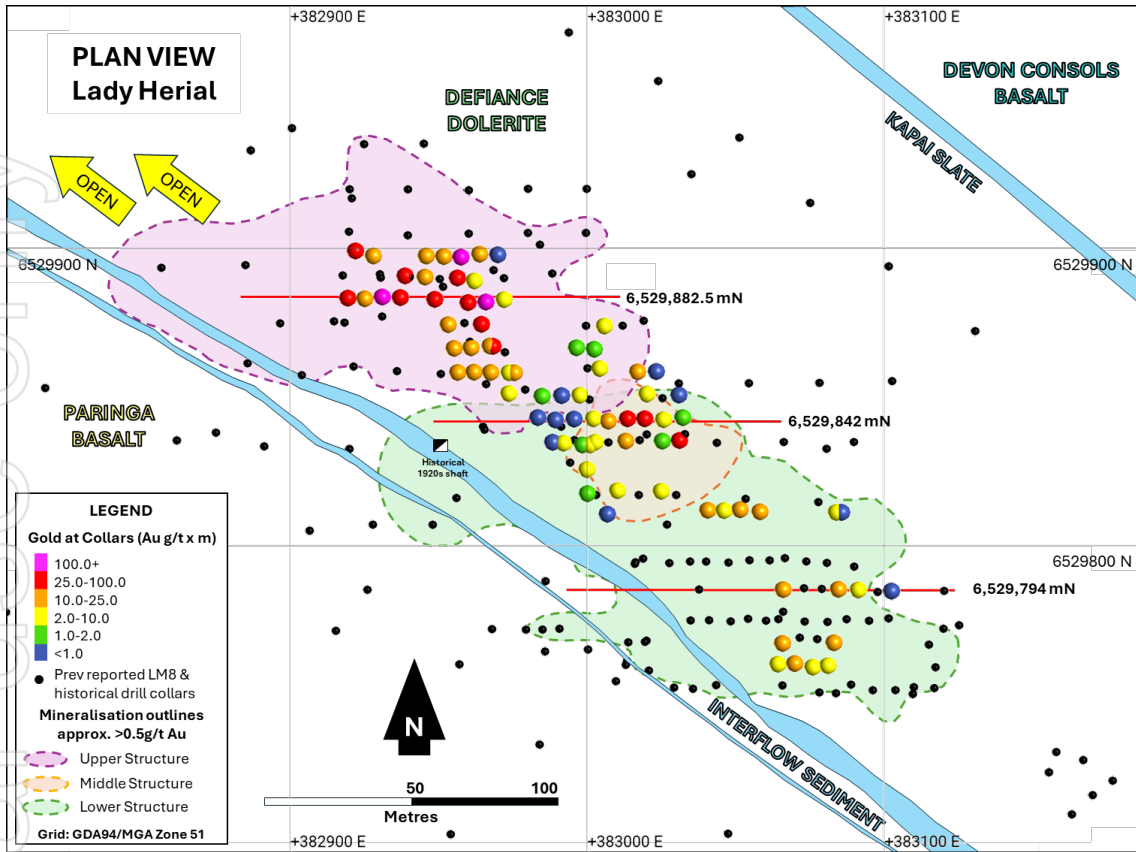 +382900 E
+383000 E
+383100 E
PLAN VIEW
Lady Herial
DEFIANCE
DOLERITE
DEVON CONSOLS
BASALT
KAPAI SLATE
OPEN
OPEN
6529900 N
6529900 N
6,529,882.5 mN
PARINGA
BASALT
6,529,842 mN
Historical
1920s shaft
LEGEND
Gold at Collars (Au g/t x m)
100.0+
25.0-100.0
10.0-25.0
2.0-10.0
1.0-2.0
<1.0
Prev reported LM8 &
historical drill collars
Mineralisation outlines
approx. >0.5g/t Au
Upper Structure
Middle Structure
Lower Structure
Grid: GDA94/MGA Zone 51
6529800 N
6,529,794 mN
N
INTERFLOW SEDIMENT
50
100
Metres
+382900 E
+383000 E
+383100 E